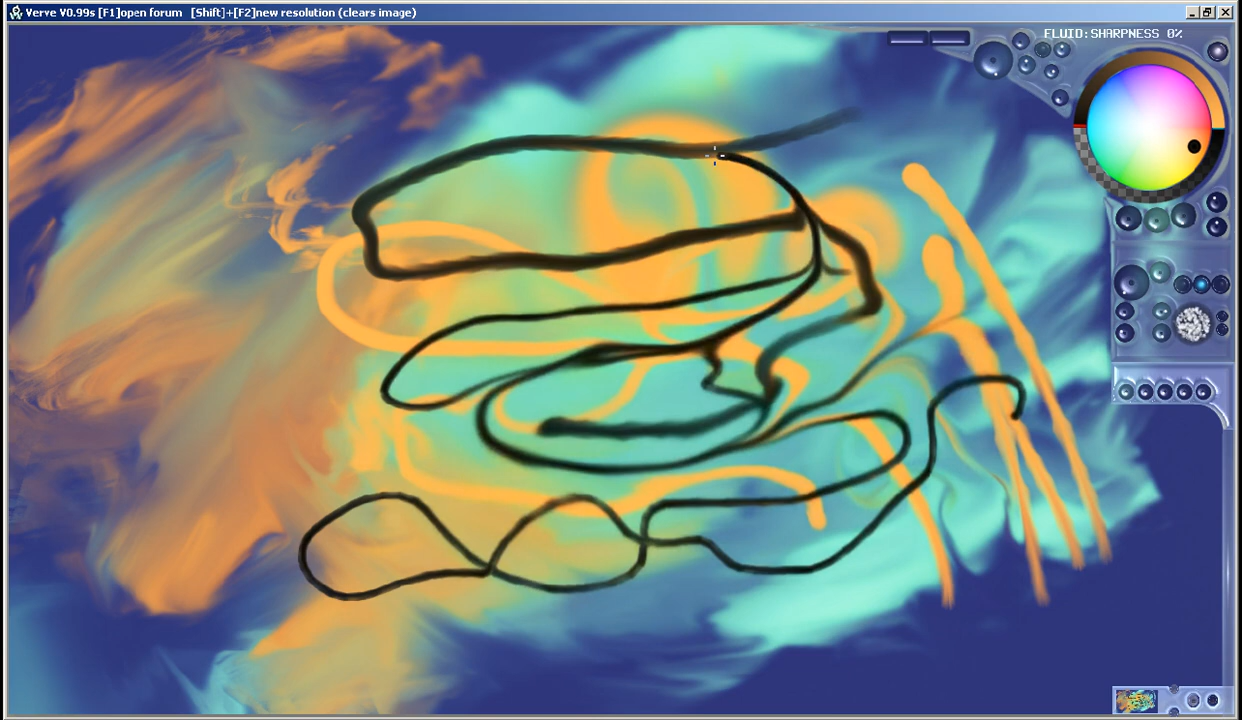 Verve V0.99s [F1]open forum   [Shift]+[F2]new resolution (clears image)
FLUID:SHARPNESS 0%